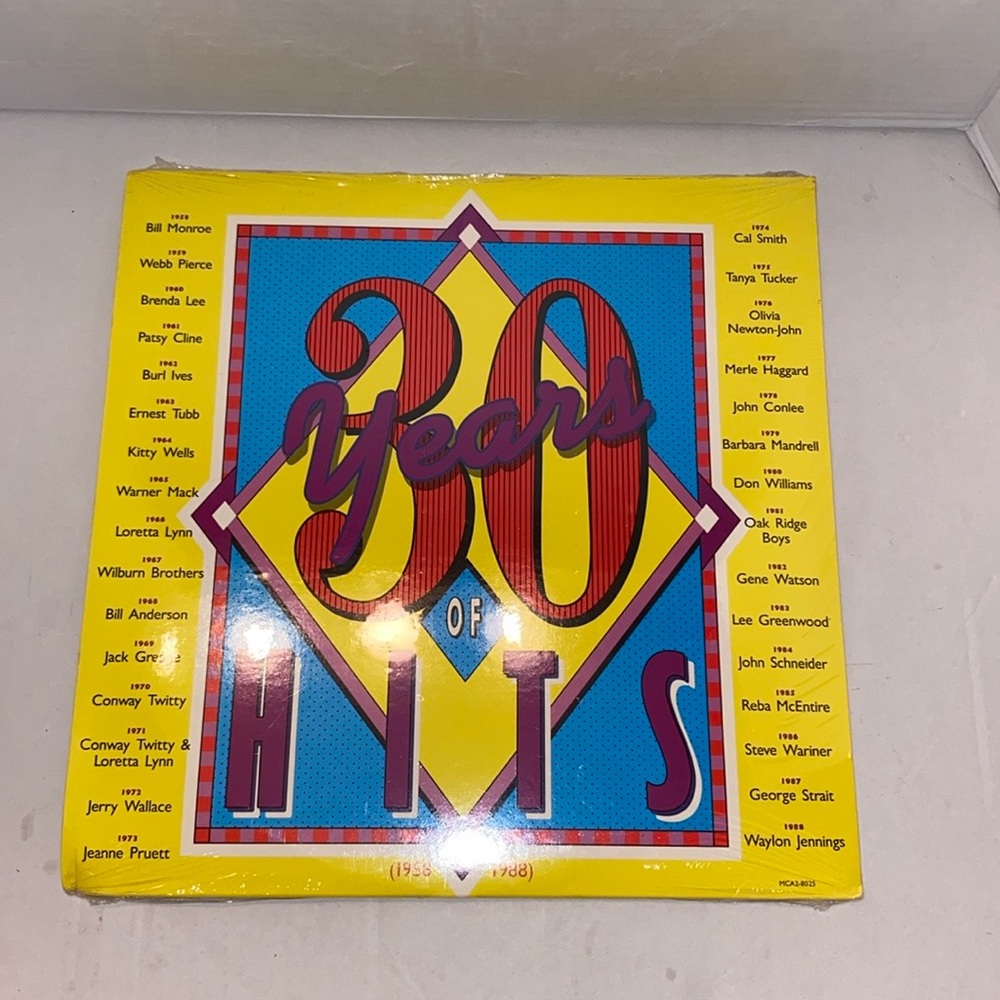 1958
Bill Monroe
1959
Webb Pierce
1960
Brenda Lee
1961
Patsy Cline
1962
Burl Ives
1963
Ernest Tubb
1964
Kitty Wells
1965
Warner Mack
1966
Loretta Lynn
1967
Wilburn Brothers
1968
Bill Anderson
1969
Jack
1970
Conway Twitty
1971
Conway Twitty &
Loretta Lynn
1972
Jerry Wallace
1973
Jeanne Pruett
30
Years
OF
HITS
(1958 1988)
1974
Cal Smith
1975
Tanya Tucker
1976
Olivia
Newton-John
1977
Merle Haggard
1978
John Conlee
1979
Barbara Mandrell
1980
Don Williams
1981
Oak Ridge
Boys
1982
Gene Watson
1983
Lee Greenwood
1984
John Schneider
1985
Reba McEntire
1986
Steve Wariner
1987
George Strait
1988
Waylon Jennings
MCA2-8025